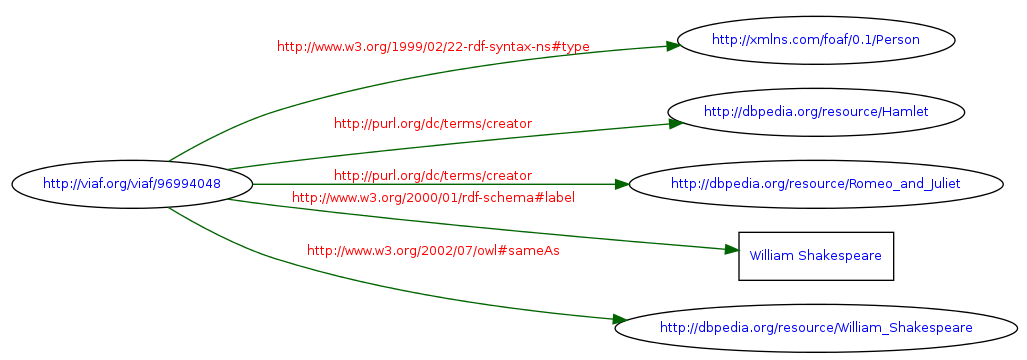 http://www.w3.org/1999/02/22-rdf-syntax-ns#type
http://xmlns.com/foaf/0.1/Person
http://purl.org/dc/terms/creator
http://dbpedia.org/resource/Hamlet
http://viaf.org/viaf/96994048
http://purl.org/dc/terms/creator
http://dbpedia.org/resource/Romeo_and_Juliet
http://www.w3.org/2000/01/rdf-schema#label
William Shakespeare
http://www.w3.org/2002/07/owl#sameAs
http://dbpedia.org/resource/William_Shakespeare